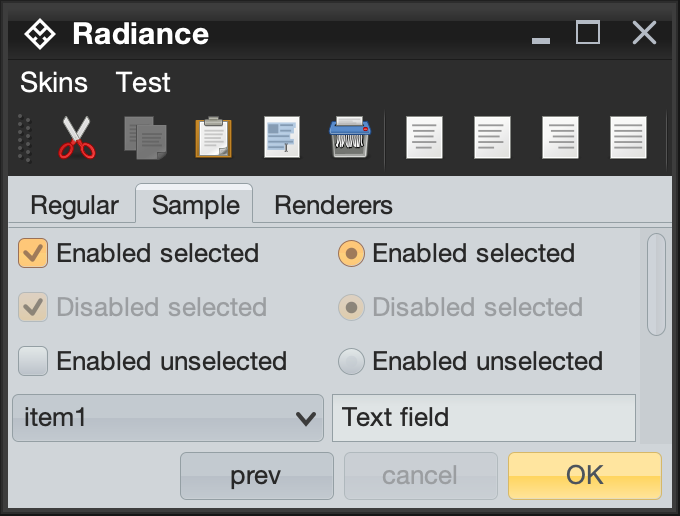 Radiance
Skins Test
Regular Sample Renderers
Enabled selected Enabled selected
Disabled selected Disabled selected
Enabled unselected Enabled unselected
item1 Text field
prev cancel OK